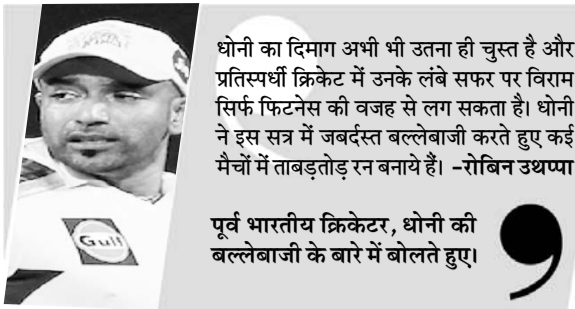 धोनी का दिमाग अभी भी उतना ही चुस्त है और
प्रतिस्पर्धी क्रिकेट में उनके लंबे सफर पर विराम
सिर्फ फिटनेस की वजह से लग सकता है। धोनी
ने इस सत्र में जबर्दस्त बल्लेबाजी करते हुए कई
मैचों में ताबड़तोड़ रन बनाये हैं। -रोबिन उथप्पा
पूर्व भारतीय क्रिकेटर, धोनी की
बल्लेबाजी के बारे में बोलते हुए।
Gulf